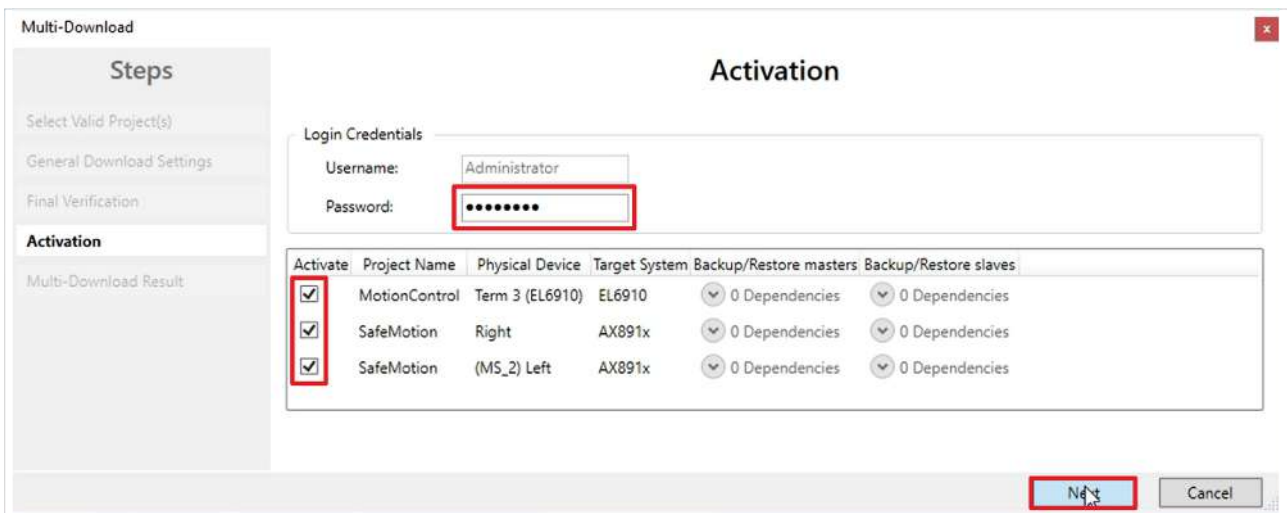 Multi-Download
x
Steps
Activation
Select Valid Project(s)
General Download Settings
Final Verification
Activation
Multi-Download Result
Login Credentials
Username: Administrator
Password: ●●●●●●●●
Activate Project Name Physical Device Target System Backup/Restore masters Backup/Restore slaves
MotionControl Term 3 (EL6910) EL6910 0 Dependencies 0 Dependencies
SafeMotion Right AX891x 0 Dependencies 0 Dependencies
SafeMotion (MS_2) Left AX891x 0 Dependencies 0 Dependencies
Next Cancel